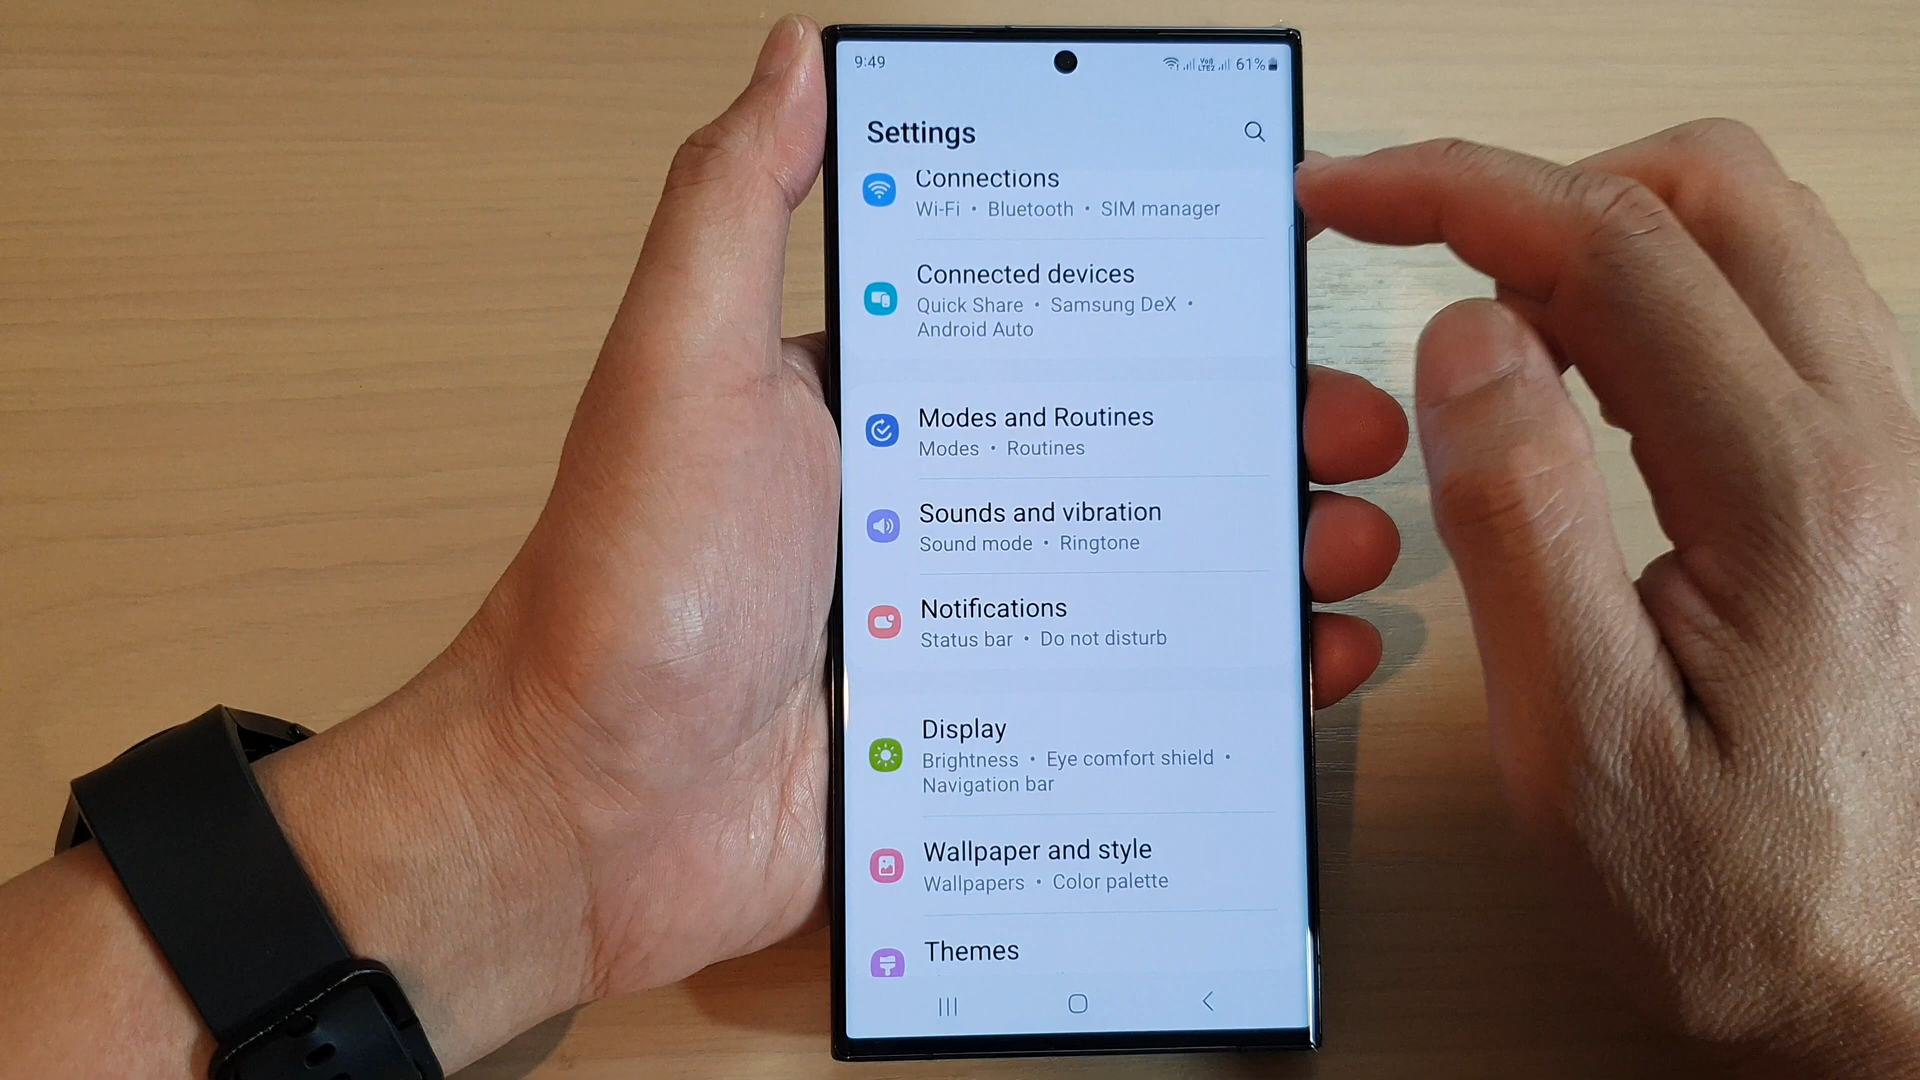 9:49
Vo)) LTE2 61%
Settings
Connections
Wi-Fi • Bluetooth • SIM manager
Connected devices
Quick Share • Samsung DeX •
Android Auto
Modes and Routines
Modes • Routines
Sounds and vibration
Sound mode • Ringtone
Notifications
Status bar • Do not disturb
Display
Brightness • Eye comfort shield •
Navigation bar
Wallpaper and style
Wallpapers • Color palette
Themes